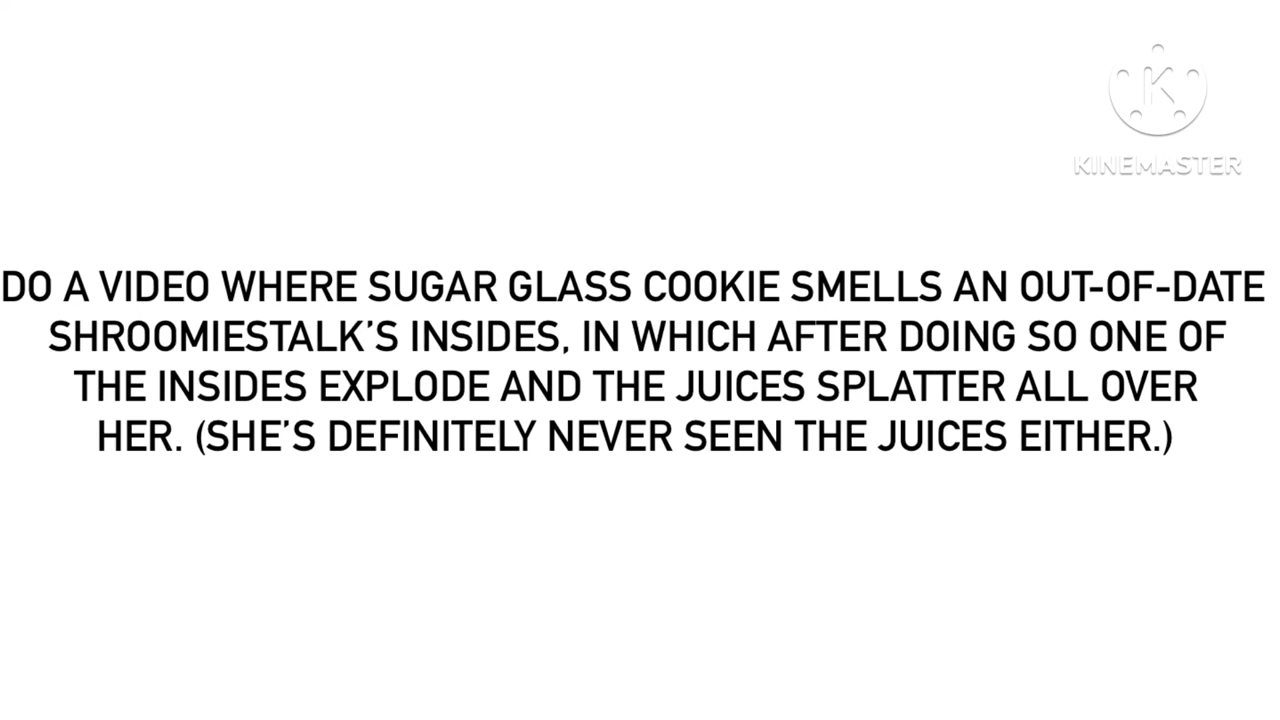 KINEMASTER
DO A VIDEO WHERE SUGAR GLASS COOKIE SMELLS AN OUT-OF-DATE
SHROOMIESTALK’S INSIDES, IN WHICH AFTER DOING SO ONE OF
THE INSIDES EXPLODE AND THE JUICES SPLATTER ALL OVER
HER. (SHE’S DEFINITELY NEVER SEEN THE JUICES EITHER.)